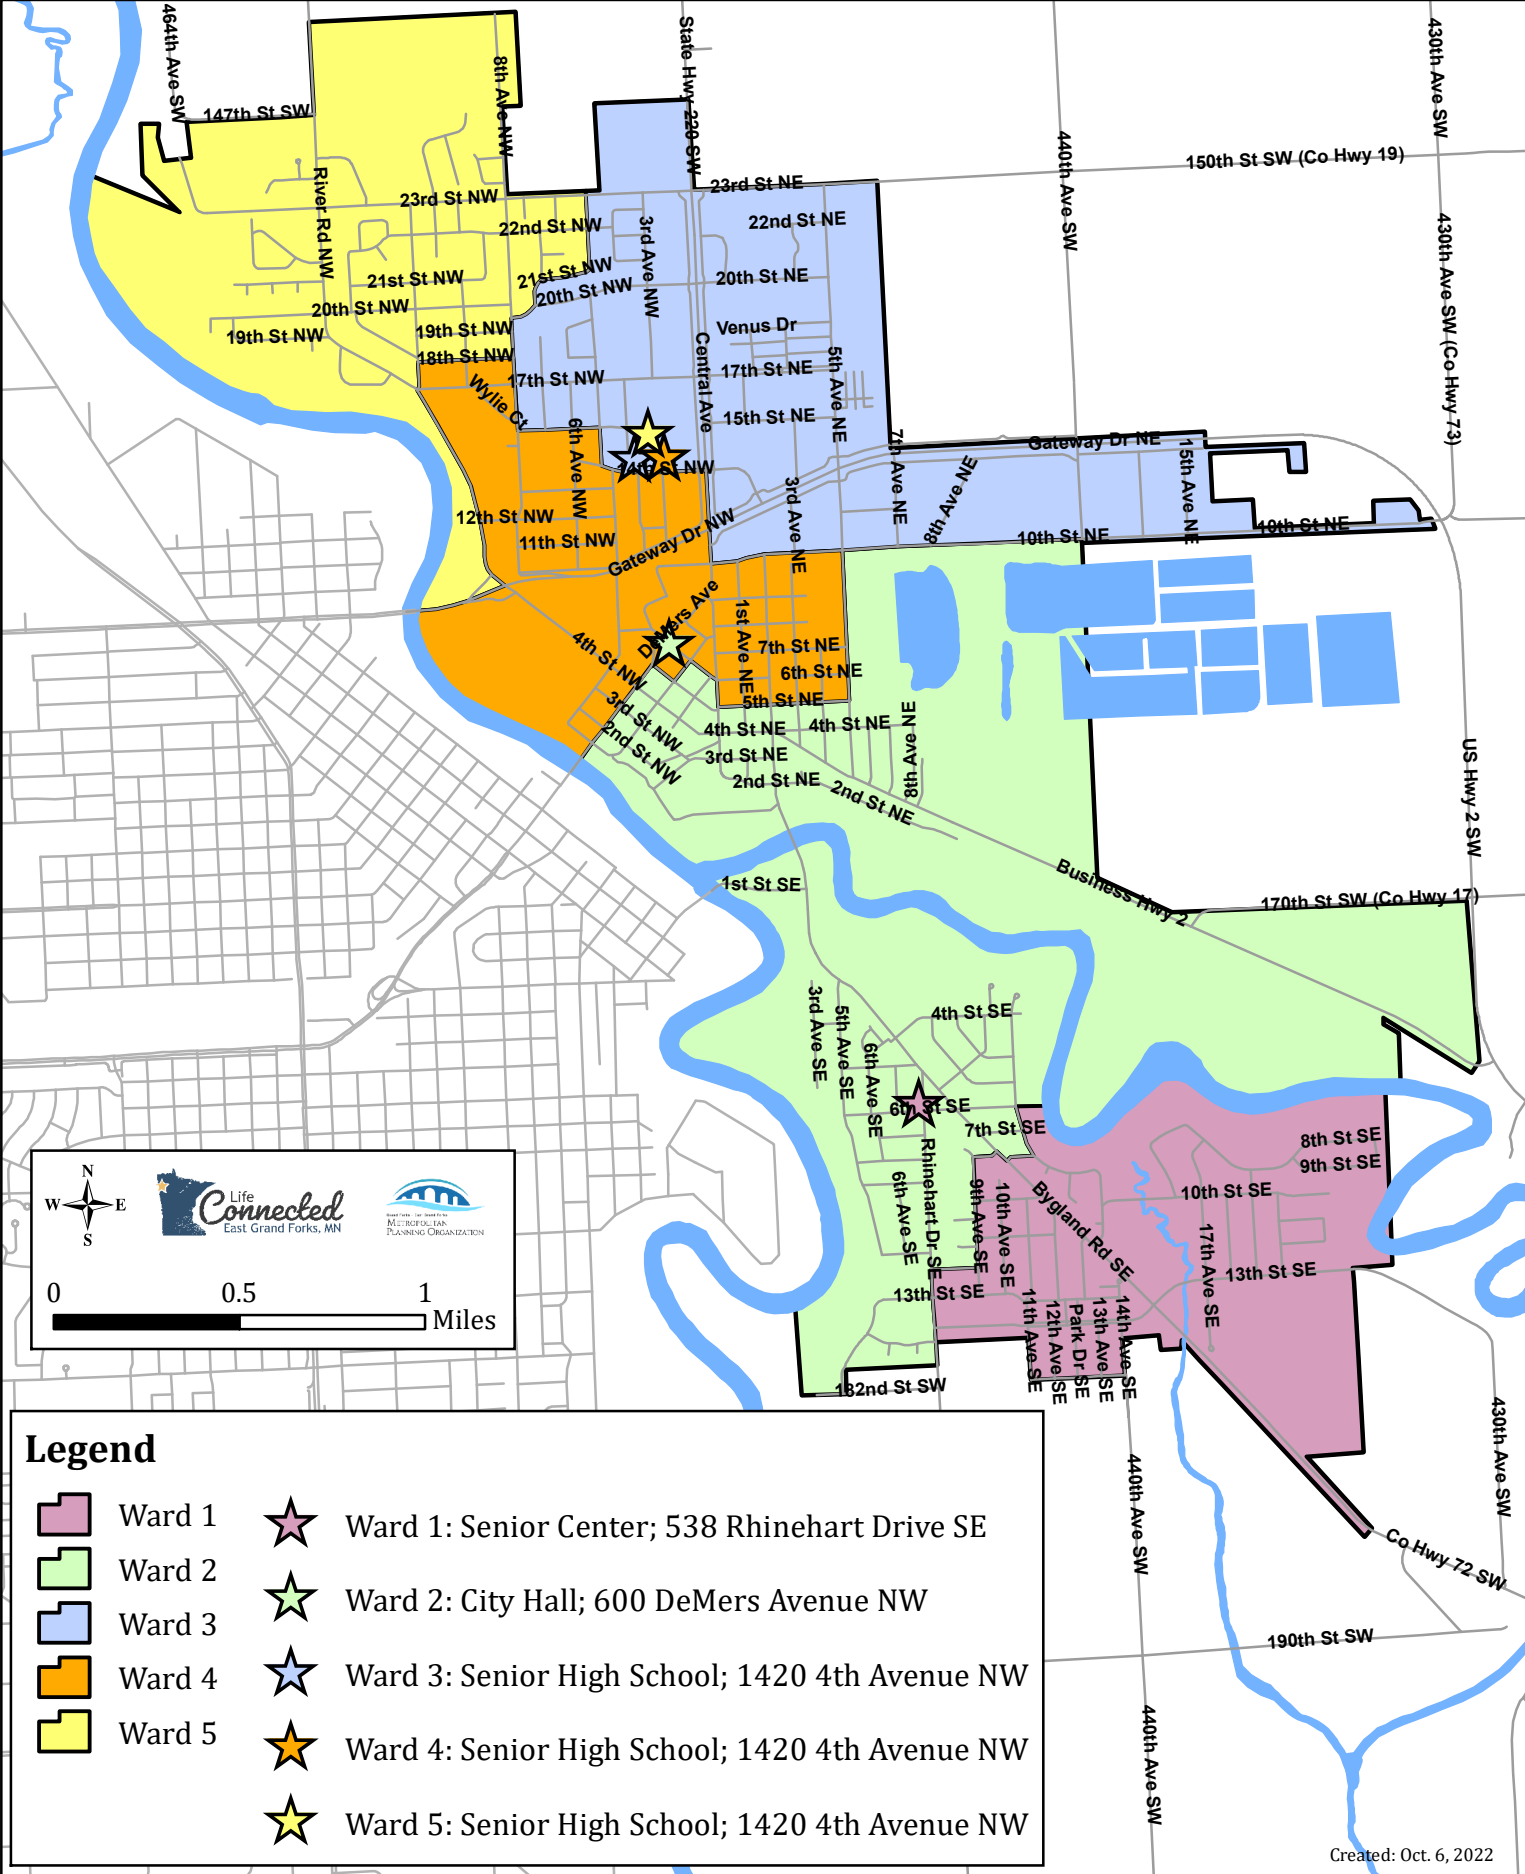 464th Ave SW
147th St SW
8th Ave NW
State Hwy 220 SW
430th Ave SW
440th Ave SW
150th St SW (Co Hwy 19)
River Rd NW
23rd St NW
23rd St NE
22nd St NW
3rd Ave NW
22nd St NE
430th Ave SW (Co Hwy 73)
21st St NW
21st St NW
20th St NW
20th St NE
20th St NW
19th St NW
19th St NW
Venus Dr
18th St NW
Central Ave
17th St NW
17th St NE
5th Ave NE
Wylie Ct
6th Ave NW
15th St NE
14th St NW
7th Ave NE
8th Ave NE
Gateway Dr NE
15th Ave NE
3rd Ave NE
12th St NW
11th St NW
Gateway Dr NW
10th St NE
10th St NE
DeMers Ave
1st Ave NE
4th St NW
7th St NE
6th St NE
5th St NE
3rd St NW
2nd St NW
4th St NE
4th St NE
8th Ave NE
3rd St NE
2nd St NE
2nd St NE
US Hwy 2 SW
Business Hwy 2
1st St SE
170th St SW (Co Hwy 17)
3rd Ave SE
5th Ave SE
4th St SE
6th Ave SE
6th St SE
7th St SE
Rhinehart Dr SE
8th St SE
9th St SE
6th Ave SE
9th Ave SE
10th Ave SE
Bygland Rd SE
10th St SE
17th Ave SE
13th St SE
13th St SE
11th Ave SE
12th Ave SE
Park Dr SE
13th Ave SE
14th Ave SE
182nd St SW
430th Ave SW
440th Ave SW
Co Hwy 72 SW
190th St SW
440th Ave SW
N
W E
S
Life
Connected
East Grand Forks, MN
Grand Forks - East Grand Forks
METROPOLITAN
PLANNING ORGANIZATION
0 0.5 1
Miles
Legend
Ward 1
Ward 2
Ward 3
Ward 4
Ward 5
Ward 1: Senior Center; 538 Rhinehart Drive SE
Ward 2: City Hall; 600 DeMers Avenue NW
Ward 3: Senior High School; 1420 4th Avenue NW
Ward 4: Senior High School; 1420 4th Avenue NW
Ward 5: Senior High School; 1420 4th Avenue NW
Created: Oct. 6, 2022